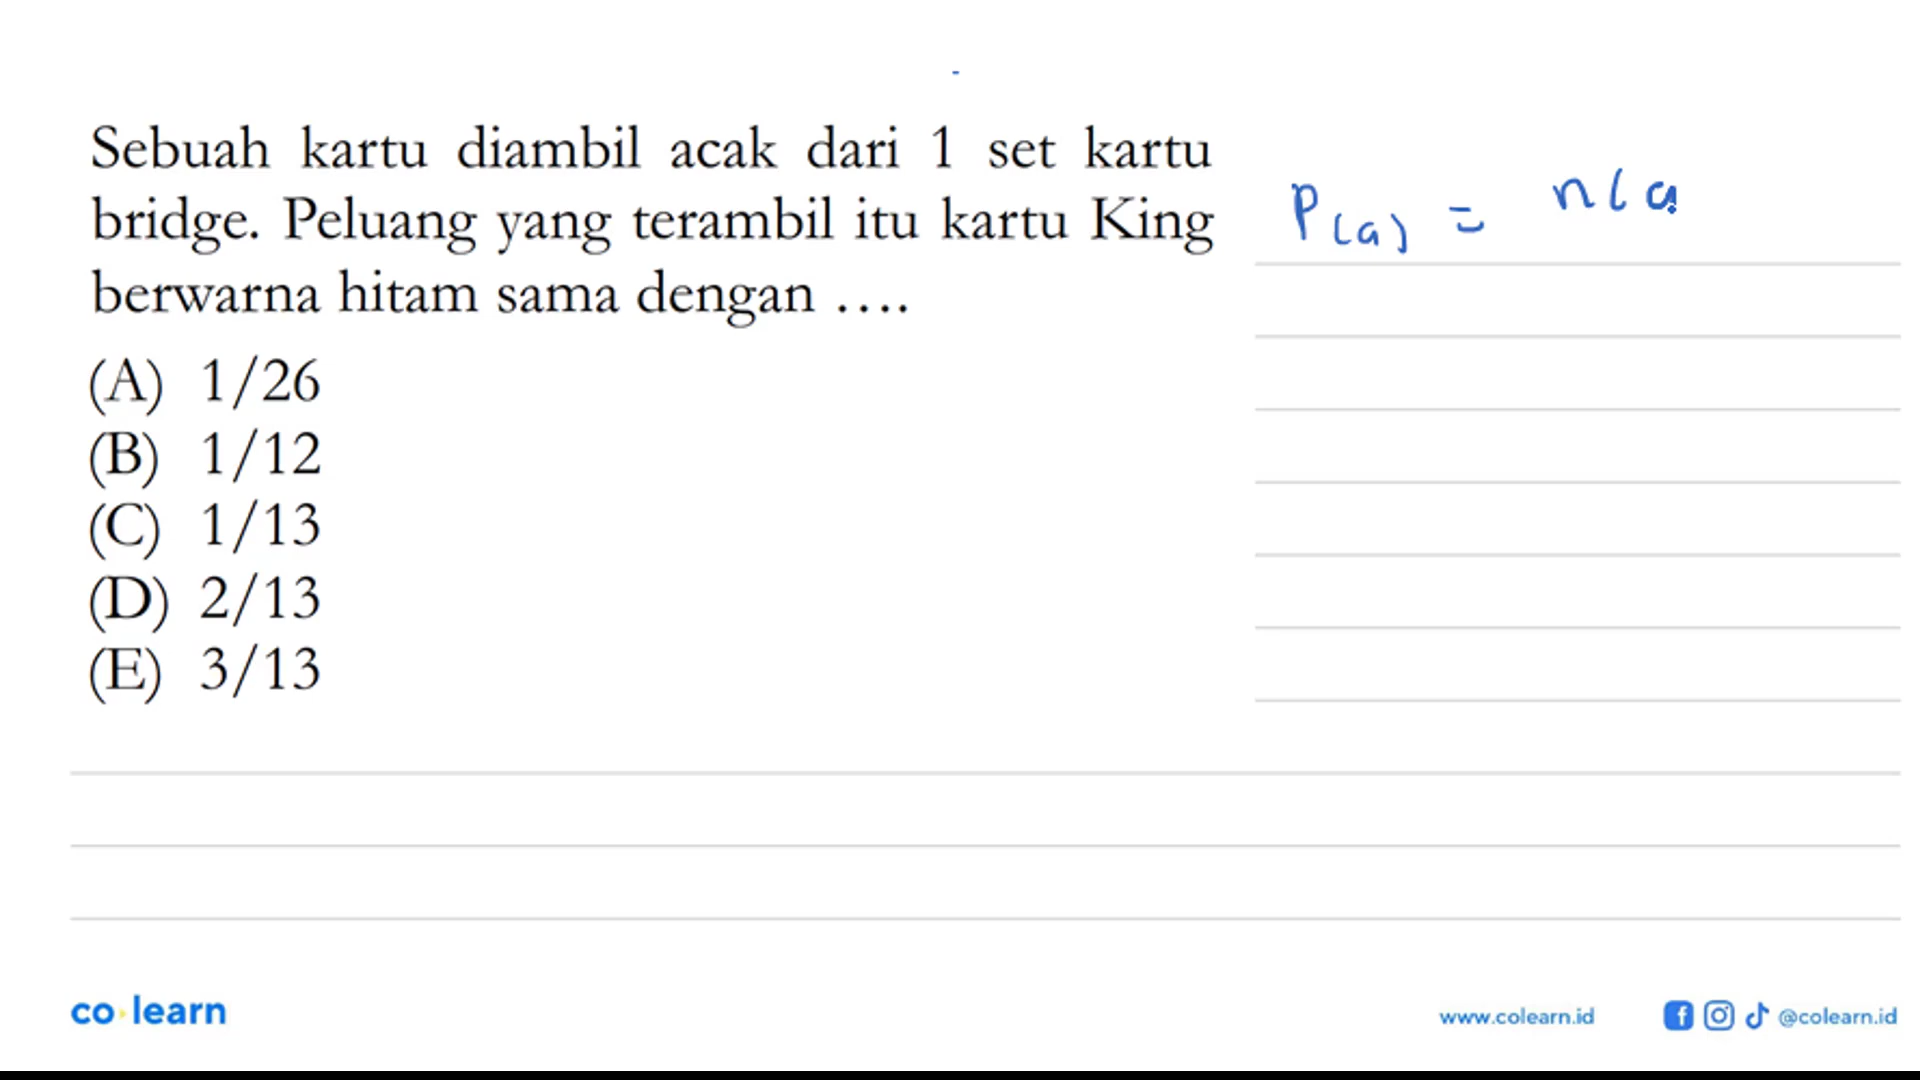 Sebuah kartu diambil acak dari 1 set kartu
bridge. Peluang yang terambil itu kartu King
berwarna hitam sama dengan ....
(A) 1/26
(B) 1/12
(C) 1/13
(D) 2/13
(E) 3/13
P(a) = n(a
co learn
www.colearn.id
@colearn.id